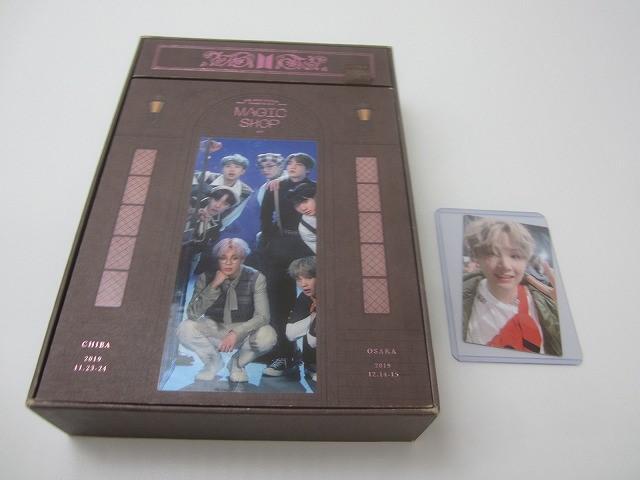 MAGIC
SHOP
CHIBA
2019
11.23-24
OSAKA
2019
12.14-15